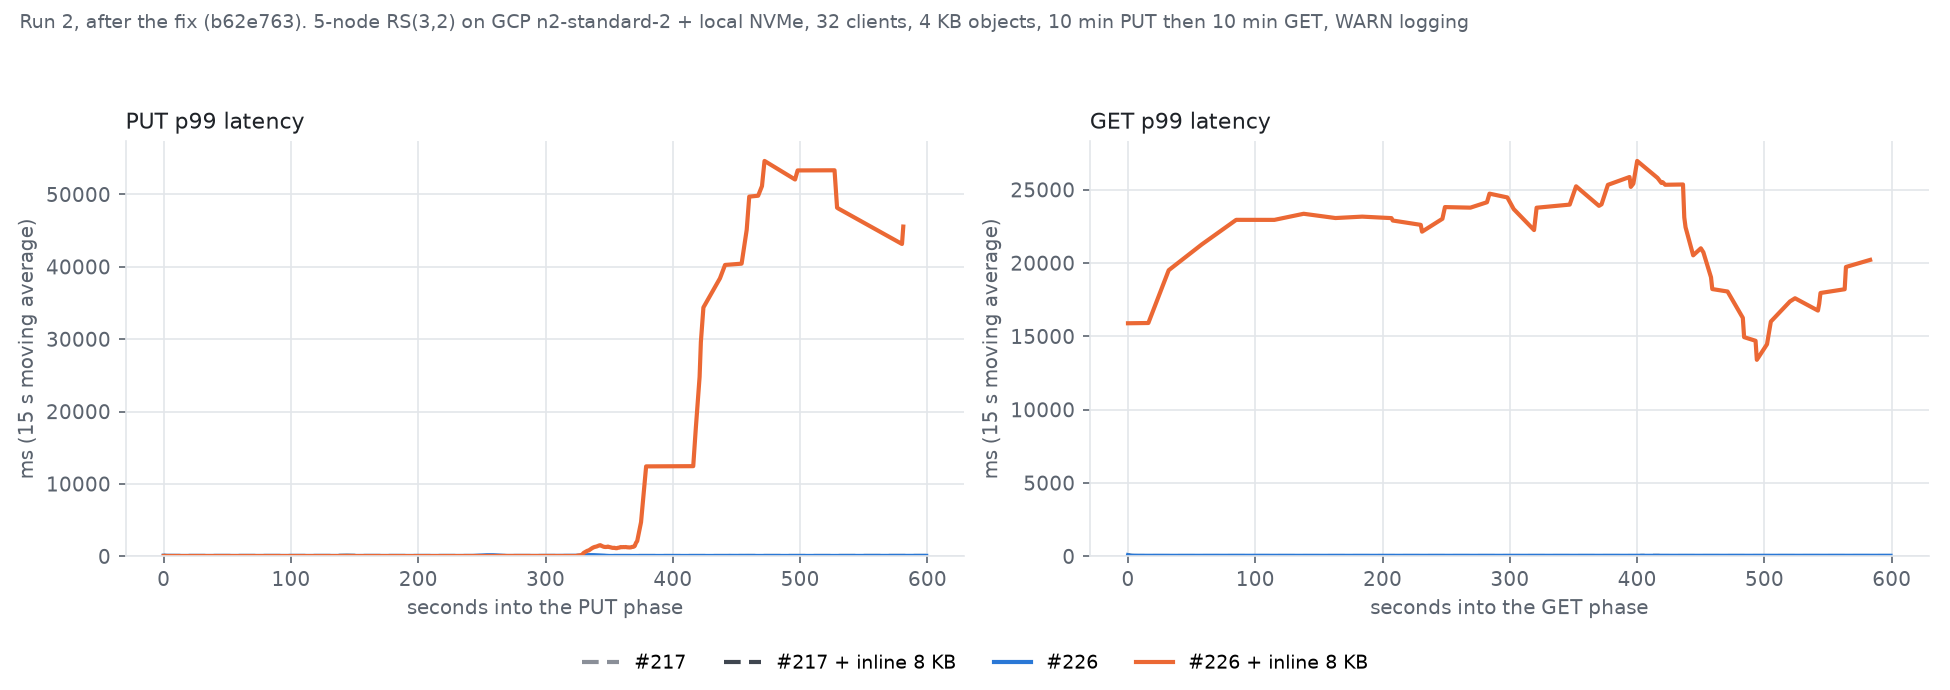 Run 2, after the fix (b62e763). 5-node RS(3,2) on GCP n2-standard-2 + local NVMe, 32 clients, 4 KB objects, 10 min PUT then 10 min GET, WARN logging
PUT p99 latency
ms (15 s moving average)
50000
40000
30000
20000
10000
0
0 100 200 300 400 500 600
seconds into the PUT phase
GET p99 latency
ms (15 s moving average)
25000
20000
15000
10000
5000
0
0 100 200 300 400 500 600
seconds into the GET phase
#217 #217 + inline 8 KB #226 #226 + inline 8 KB